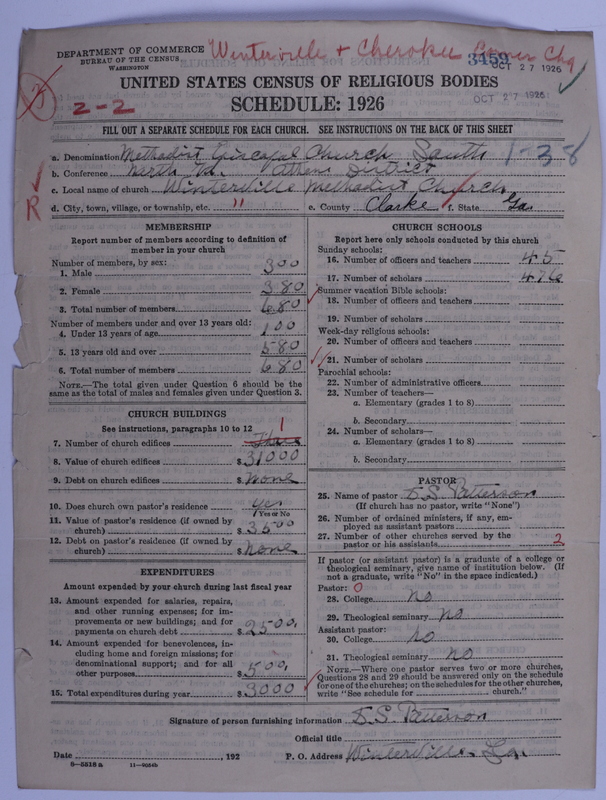 DEPARTMENT OF COMMERCE
BUREAU OF THE CENSUS
WASHINGTON
Winterville + Cherokee Corner Chg
3459
OCT 27 1926
OCT 27 1926
UNITED STATES CENSUS OF RELIGIOUS BODIES
SCHEDULE: 1926
3
2-2
FILL OUT A SEPARATE SCHEDULE FOR EACH CHURCH. SEE INSTRUCTIONS ON THE BACK OF THIS SHEET
1-38
a. Denomination Methodist Episcopal Church South
b. Conference North Ga. Athens District
c. Local name of church Winterville Methodist Church
R
d. City, town, village, or township, etc. " e. County Clarke f. State Ga
MEMBERSHIP
Report number of members according to definition of member in your church
Number of members, by sex:
1. Male 300
2. Female 380
3. Total number of members 680
Number of members under and over 13 years old:
4. Under 13 years of age 100
5. 13 years old and over 580
6. Total number of members 680
NOTE.—The total given under Question 6 should be
same as the total of males and females given under Question 3.
CHURCH BUILDINGS
See instructions, paragraphs 10 to 12
1
7. Number of church edifices Three
8. Value of church edifices $ 31000
9. Debt on church edifices $ none
10. Does church own pastor's residence yes
Yes or No
11. Value of pastor's residence (if owned by
church) $ 3500
12. Debt on pastor's residence (if owned by
church) $ none
EXPENDITURES
Amount expended by your church during last fiscal year
13. Amount expended for salaries, repairs,
and other running expenses; for im-
provements or new buildings; and for
payments on church debt $ 2500.
14. Amount expended for benevolences, in-
cluding home and foreign missions; for
denominational support; and for all
other purposes $ 500.
15. Total expenditures during year $ 3000
CHURCH SCHOOLS
Report here only schools conducted by this church
Sunday schools:
16. Number of officers and teachers 45
17. Number of scholars 476
Summer vacation Bible schools:
18. Number of officers and teachers
19. Number of scholars
Week-day religious schools:
20. Number of officers and teachers
21. Number of scholars
Parochial schools:
22. Number of administrative officers
23. Number of teachers—
a. Elementary (grades 1 to 8)
b. Secondary
24. Number of scholars—
a. Elementary (grades 1 to 8)
b. Secondary
PASTOR
25. Name of pastor D. S. Patterson
(If church has no pastor, write "None")
26. Number of ordained ministers, if any, em-
ployed as assistant pastors
27. Number of other churches served by the
pastor or his assistants 2
If pastor (or assistant pastor) is a graduate of a college or
theological seminary, give name of institution below. (If
not a graduate, write "No" in the space indicated.)
Pastor: 0
28. College no
29. Theological seminary no
Assistant pastor:
30. College no
31. Theological seminary no
NOTE.—Where one pastor serves two or more churches,
Questions 28 and 29 should be answered only on the schedule
for one of the churches; on the schedules for the other churches,
write "See schedule for church."
Signature of person furnishing information D. S. Patterson
Official title
Date , 192 P. O. Address Winterville Ga
8-5318 a 11-9054b